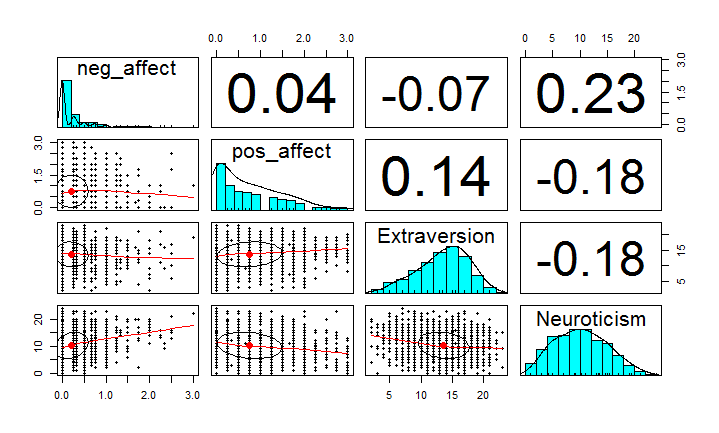 0.0 1.0 2.0 3.0
0 5 10 15 20
neg_affect
0.04
-0.07
0.23
0.0 1.5 3.0
0.0 1.5 3.0
pos_affect
0.14
-0.18
Extraversion
-0.18
5 15
0 10 20
Neuroticism
0.0 1.0 2.0 3.0
5 10 15 20